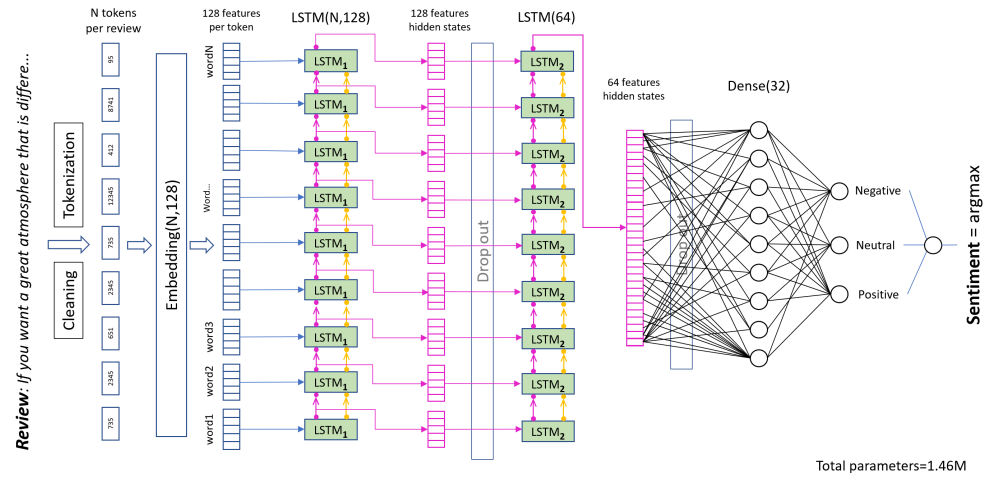 Review: If you want a great atmosphere that is differe...
Cleaning
Tokenization
N tokens
per review
95
8741
412
12345
735
2345
651
2345
735
Embedding(N,128)
128 features
per token
wordN
Word...
word3
word2
word1
LSTM(N,128)
LSTM1
LSTM1
LSTM1
LSTM1
LSTM1
LSTM1
LSTM1
LSTM1
LSTM1
128 features
hidden states
Drop out
LSTM(64)
LSTM2
LSTM2
LSTM2
LSTM2
LSTM2
LSTM2
LSTM2
LSTM2
LSTM2
64 features
hidden states
Drop out
Dense(32)
Negative
Neutral
Positive
Sentiment = argmax
Total parameters=1.46M